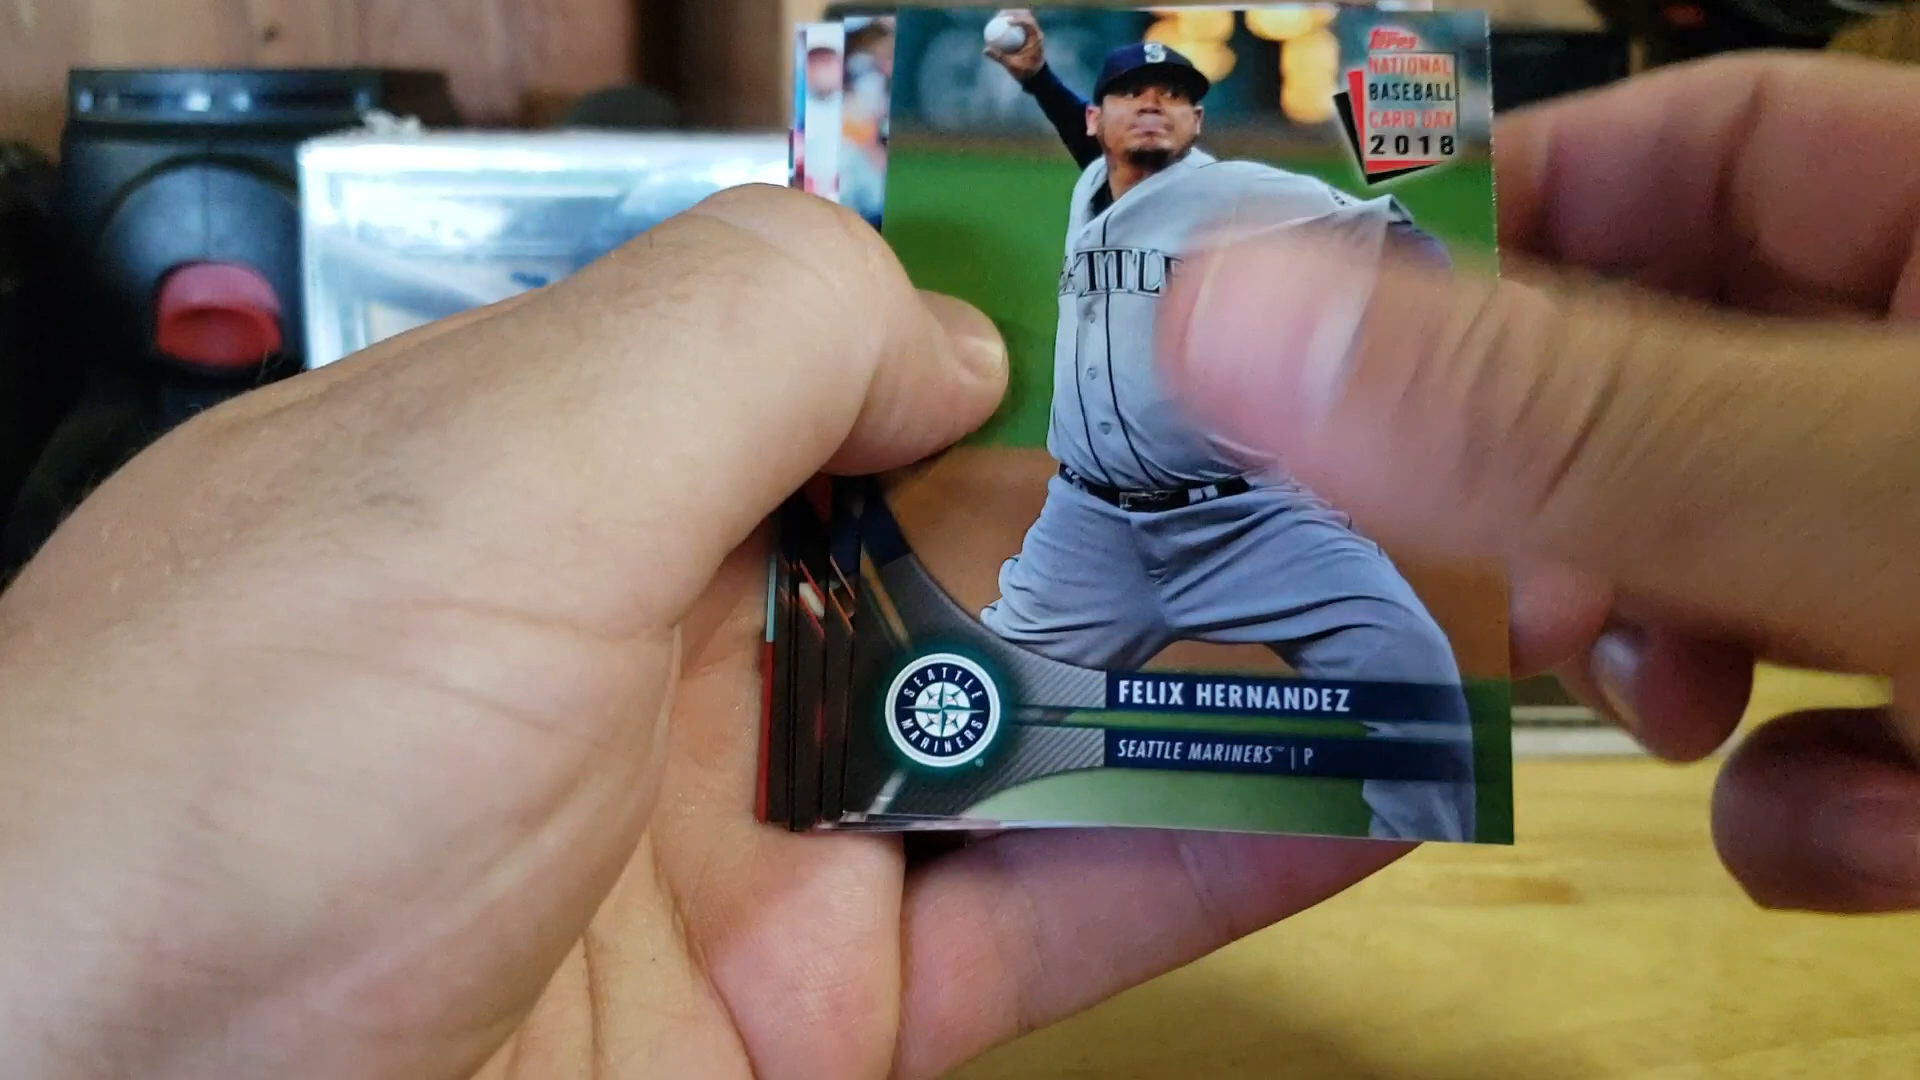 Topps
NATIONAL
BASEBALL
CARD DAY
2018
S
SEATTLE
MARINERS
FELIX HERNANDEZ
SEATTLE MARINERS™ | P